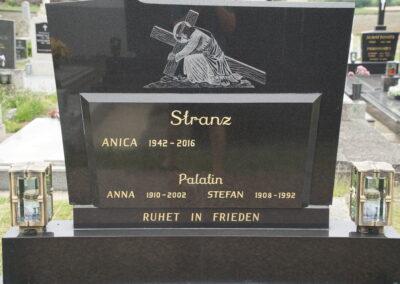 Stranz
ANICA 1942-2016
Palatin
ANNA 1910-2002 STEFAN 1908-1992
RUHET IN FRIEDEN